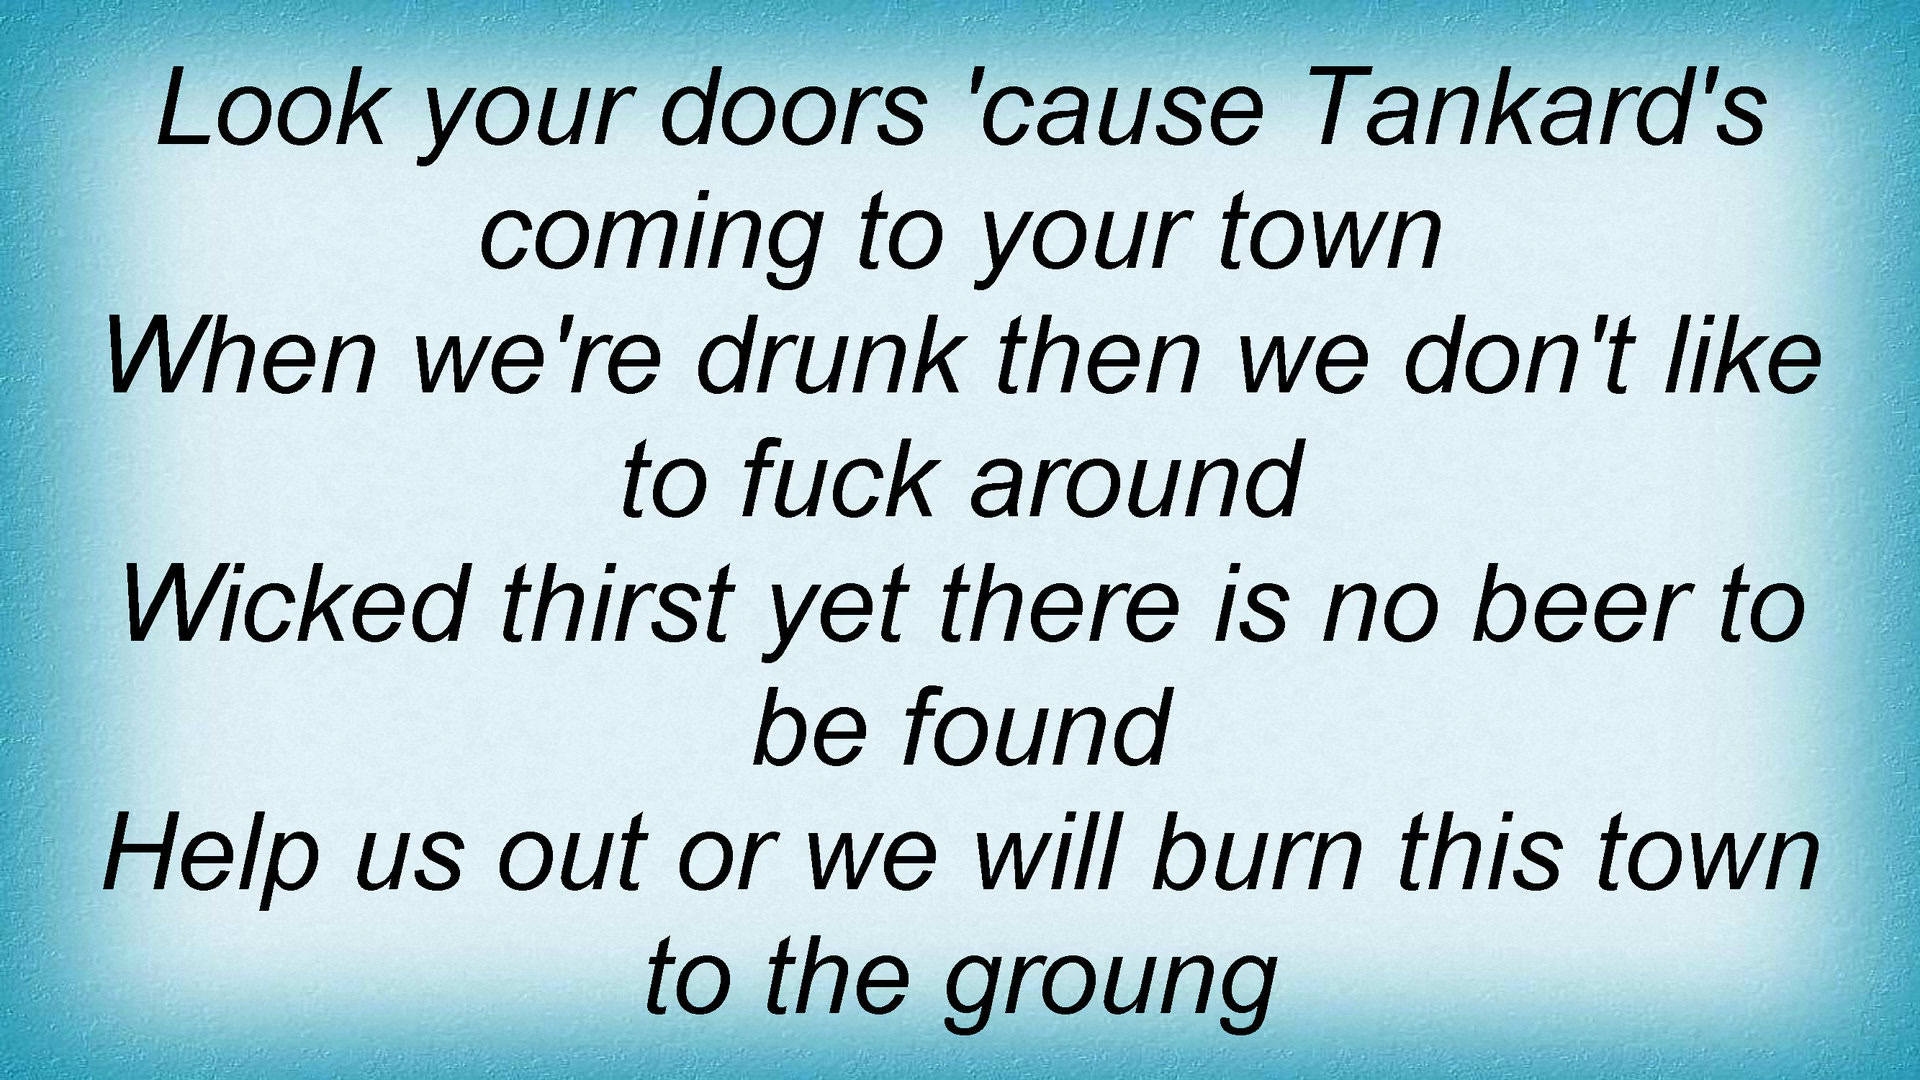 Look your doors 'cause Tankard's
coming to your town
When we're drunk then we don't like
to fuck around
Wicked thirst yet there is no beer to
be found
Help us out or we will burn this town
to the groung